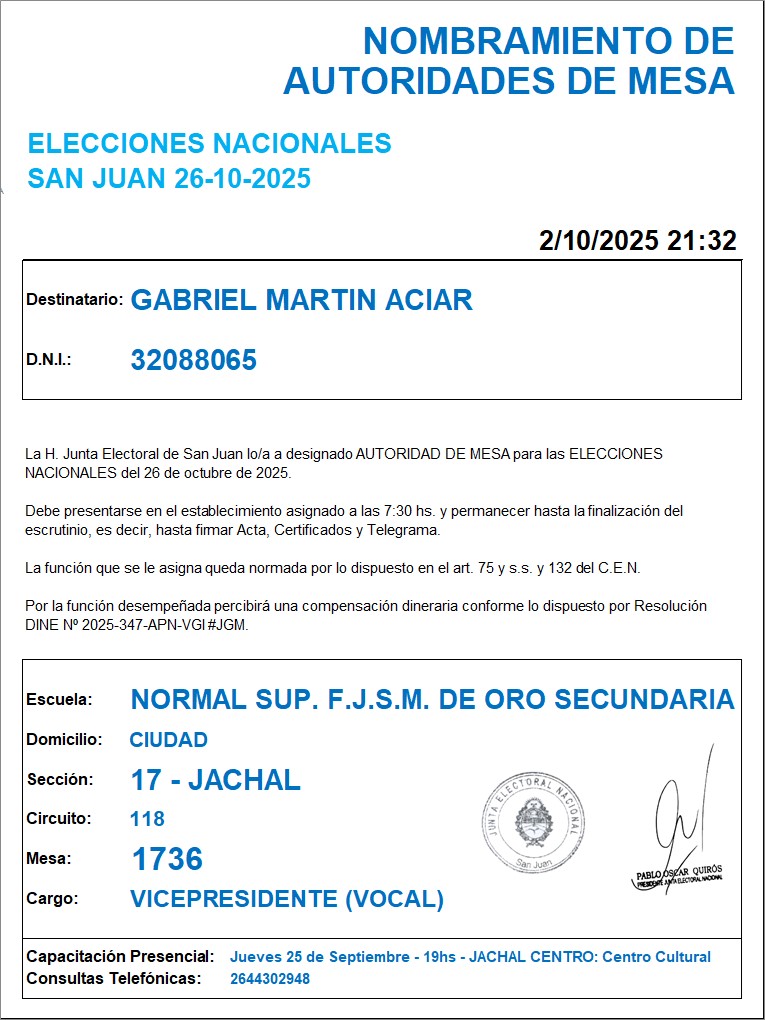 NOMBRAMIENTO DE
AUTORIDADES DE MESA
ELECCIONES NACIONALES
SAN JUAN 26-10-2025
2/10/2025 21:32
Destinatario: GABRIEL MARTIN ACIAR
D.N.I.: 32088065
La H. Junta Electoral de San Juan lo/a a designado AUTORIDAD DE MESA para las ELECCIONES
NACIONALES del 26 de octubre de 2025.
Debe presentarse en el establecimiento asignado a las 7:30 hs. y permanecer hasta la finalización del
escrutinio, es decir, hasta firmar Acta, Certificados y Telegrama.
La función que se le asigna queda normada por lo dispuesto en el art. 75 y s.s. y 132 del C.E.N.
Por la función desempeñada percibirá una compensación dineraria conforme lo dispuesto por Resolución
DINE Nº 2025-347-APN-VGI#JGM.
Escuela: NORMAL SUP. F.J.S.M. DE ORO SECUNDARIA
Domicilio: CIUDAD
Sección: 17 - JACHAL
Circuito: 118
Mesa: 1736
Cargo: VICEPRESIDENTE (VOCAL)
JUNTA ELECTORAL NACIONAL
San Juan
PABLO OSCAR QUIRÓS
PRESIDENTE JUNTA ELECTORAL NACIONAL
Capacitación Presencial: Jueves 25 de Septiembre - 19hs - JACHAL CENTRO: Centro Cultural
Consultas Telefónicas: 2644302948